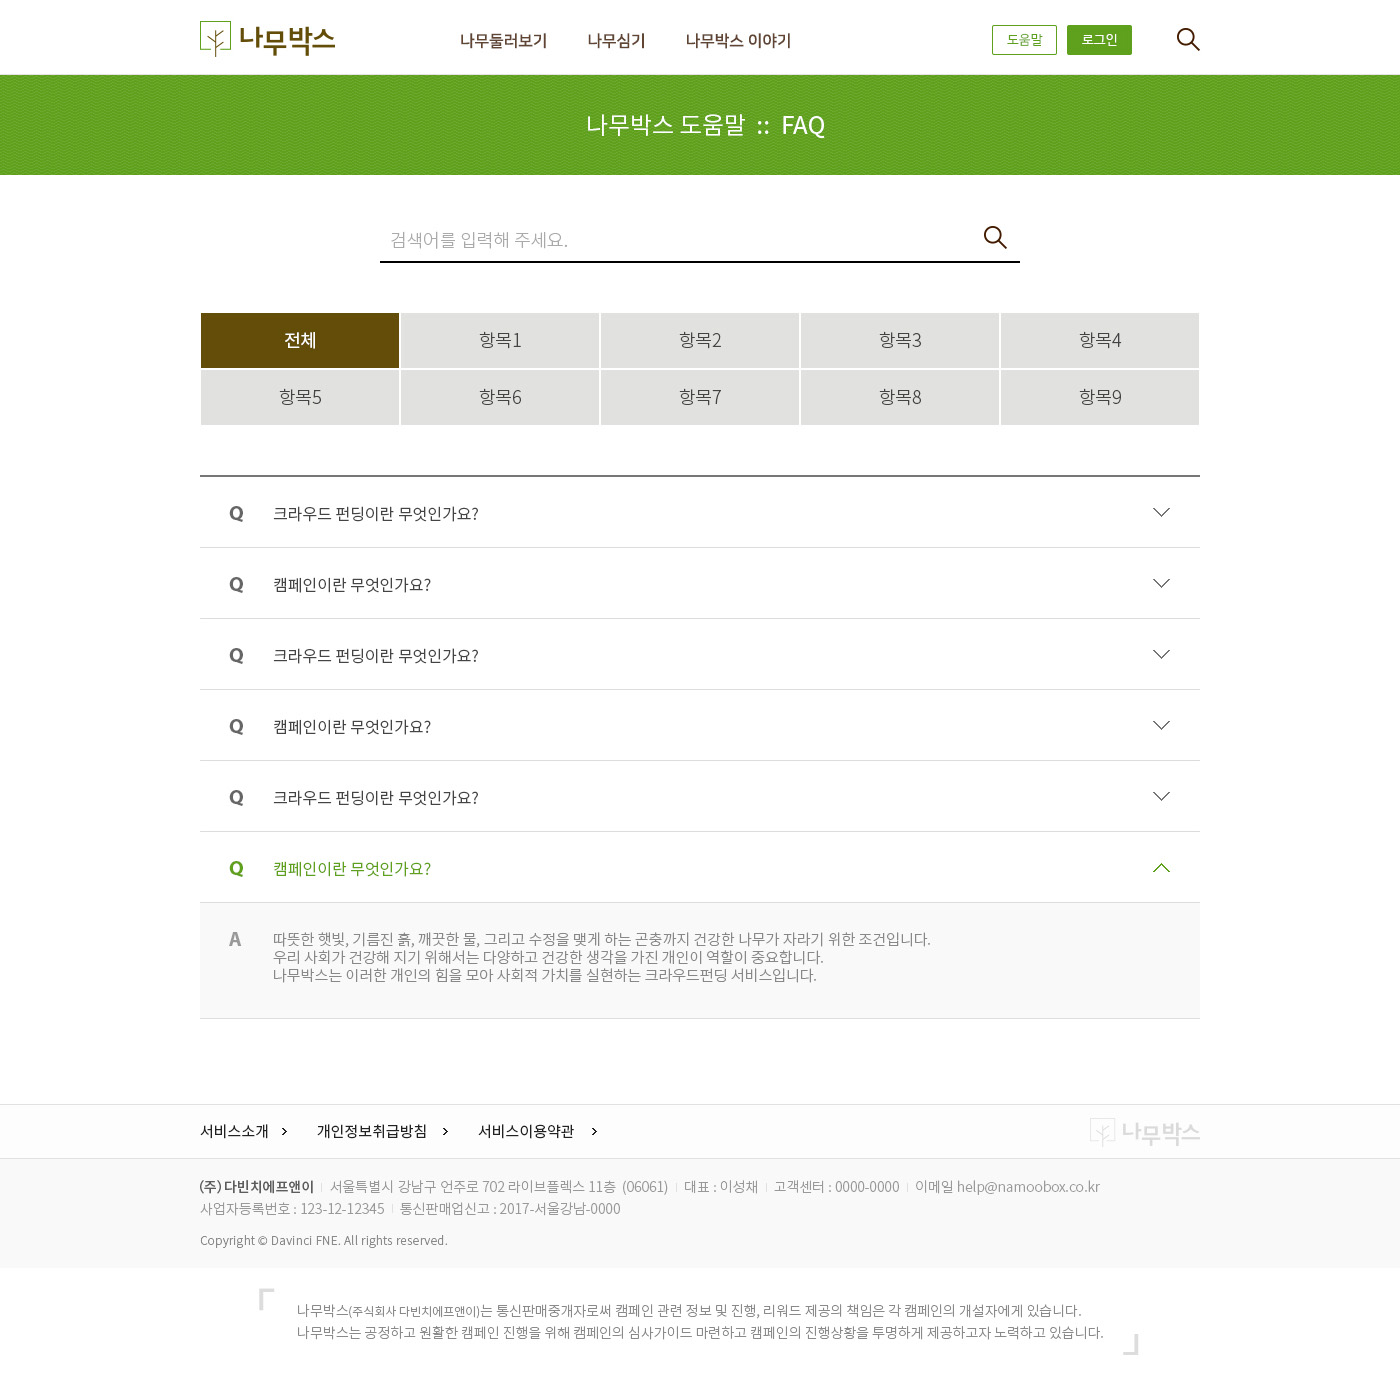 나무박스
나무둘러보기 나무심기 나무박스 이야기
도움말 로그인
나무박스 도움말 :: FAQ
검색어를 입력해 주세요.
전체 항목1 항목2 항목3 항목4
항목5 항목6 항목7 항목8 항목9
Q 크라우드 펀딩이란 무엇인가요?
Q 캠페인이란 무엇인가요?
Q 크라우드 펀딩이란 무엇인가요?
Q 캠페인이란 무엇인가요?
Q 크라우드 펀딩이란 무엇인가요?
Q 캠페인이란 무엇인가요?
A 따뜻한 햇빛, 기름진 흙, 깨끗한 물, 그리고 수정을 맺게 하는 곤충까지 건강한 나무가 자라기 위한 조건입니다.
우리 사회가 건강해 지기 위해서는 다양하고 건강한 생각을 가진 개인이 역할이 중요합니다.
나무박스는 이러한 개인의 힘을 모아 사회적 가치를 실현하는 크라우드펀딩 서비스입니다.
서비스소개 개인정보취급방침 서비스이용약관
나무박스
(주)다빈치에프앤이 서울특별시 강남구 언주로 702 라이브플렉스 11층 (06061) 대표 : 이성채 고객센터 : 0000-0000 이메일 help@namoobox.co.kr
사업자등록번호 : 123-12-12345 통신판매업신고 : 2017-서울강남-0000
Copyright © Davinci FNE. All rights reserved.
「 나무박스(주식회사 다빈치에프앤이)는 통신판매중개자로써 캠페인 관련 정보 및 진행, 리워드 제공의 책임은 각 캠페인의 개설자에게 있습니다.
나무박스는 공정하고 원활한 캠페인 진행을 위해 캠페인의 심사가이드 마련하고 캠페인의 진행상황을 투명하게 제공하고자 노력하고 있습니다. 」